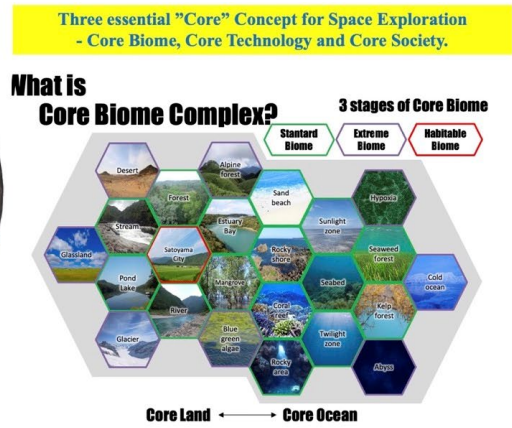 Three essential ”Core” Concept for Space Exploration
- Core Biome, Core Technology and Core Society.
What is
Core Biome Complex?
3 stages of Core Biome
Stantard
Biome
Extreme
Biome
Habitable
Biome
Desert
Alpine
forest
Forest
Sand
beach
Hypoxia
Stream
Estuary
Bay
Sunlight
zone
Glassland
Satoyama
City
Rocky
shore
Seaweed
forest
Pond
Lake
Mangrove
Seabed
Cold
ocean
River
Coral
reef
Kelp
forest
Glacier
Blue
green
algae
Twilight
zone
Rocky
area
Abyss
Core Land ⟷ Core Ocean